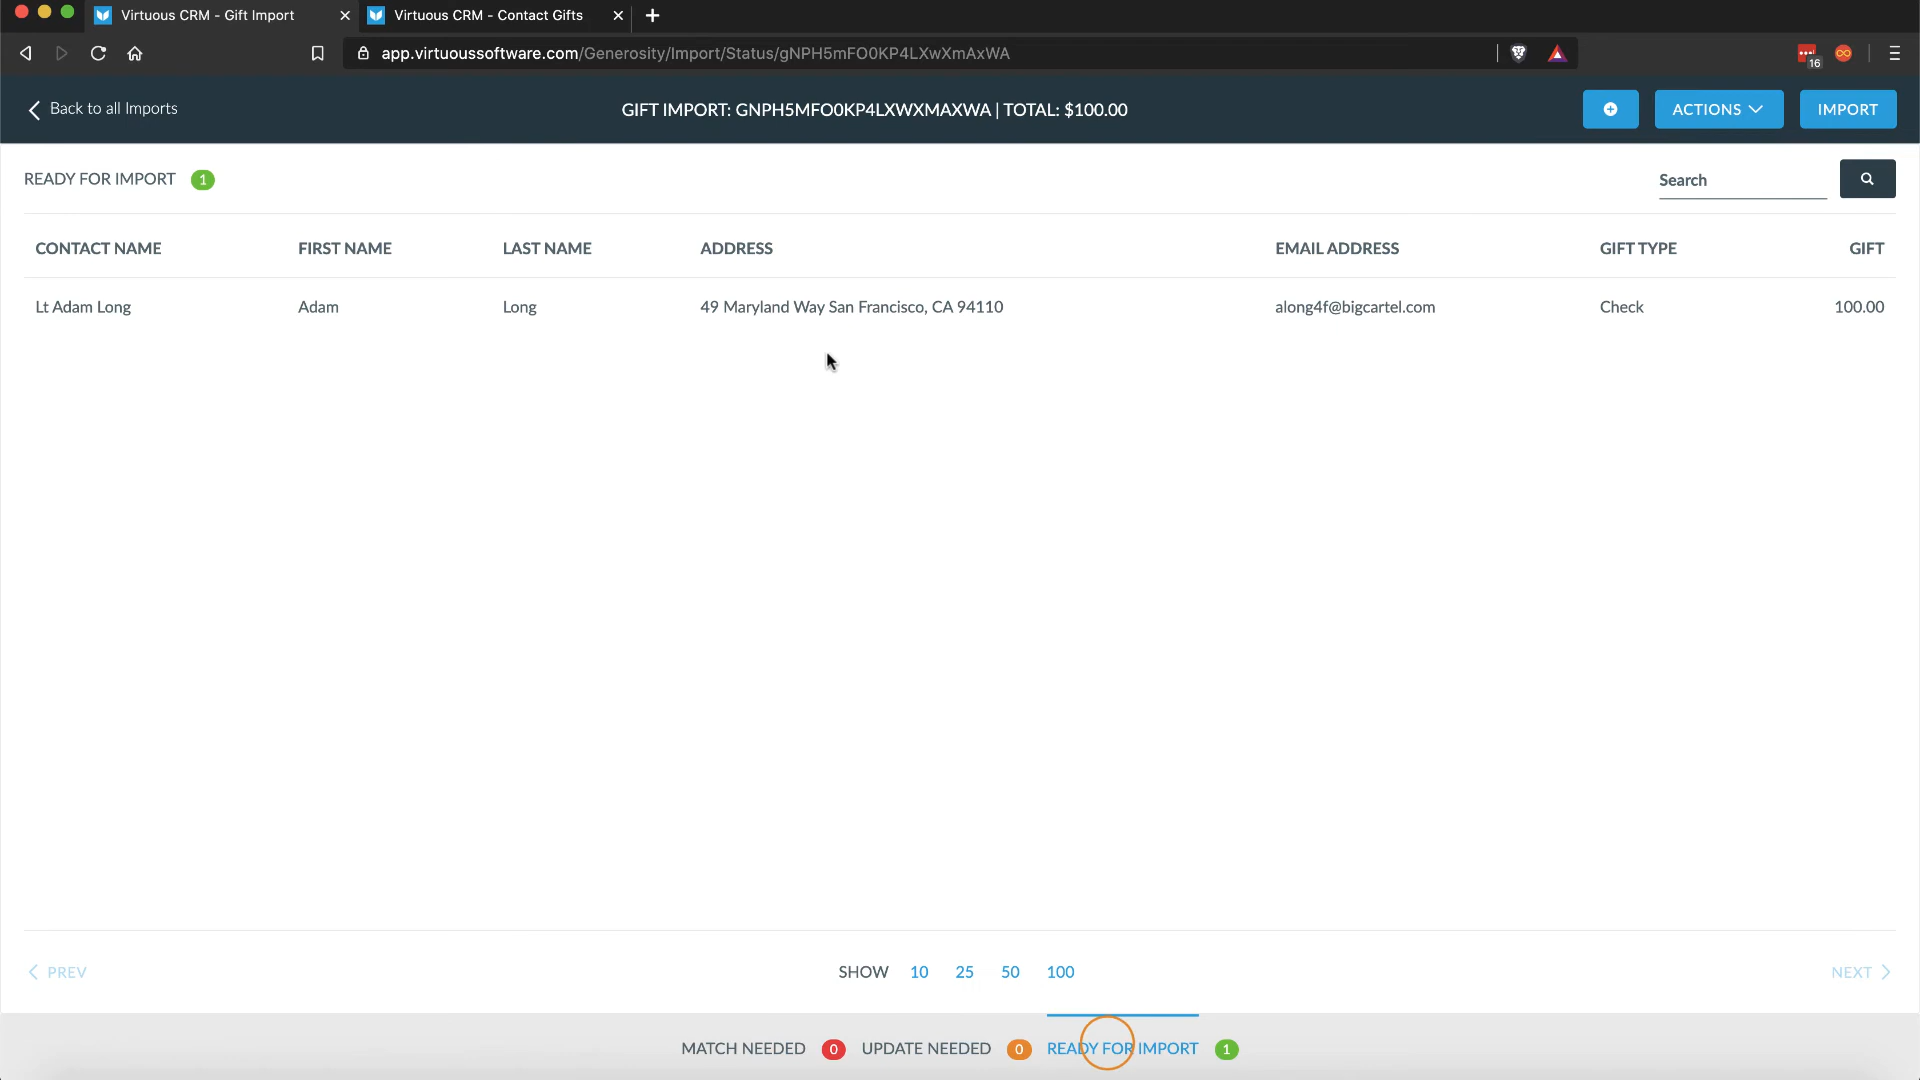 Virtuous CRM - Gift Import
Virtuous CRM - Contact Gifts
app.virtuoussoftware.com/Generosity/Import/Status/gNPH5mFO0KP4LXwXmAxWA
16
Back to all Imports
GIFT IMPORT: GNPH5MFO0KP4LXWXMAXWA | TOTAL: $100.00
ACTIONS
IMPORT
READY FOR IMPORT 1
Search
CONTACT NAME FIRST NAME LAST NAME ADDRESS EMAIL ADDRESS GIFT TYPE GIFT
Lt Adam Long Adam Long 49 Maryland Way San Francisco, CA 94110 along4f@bigcartel.com Check 100.00
PREV
SHOW 10 25 50 100
NEXT
MATCH NEEDED 0 UPDATE NEEDED 0 READY FOR IMPORT 1